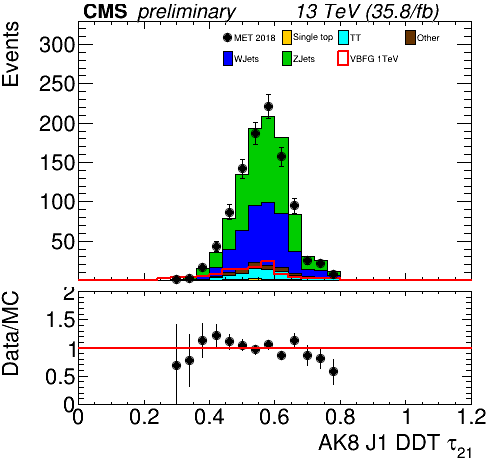 CMS preliminary 13 TeV (35.8/fb)
Events
300
250
200
150
100
50
MET 2018 Single top TT Other
WJets ZJets VBFG 1TeV
Data/MC
2
1.5
1
0.5
0
0 0.2 0.4 0.6 0.8 1 1.2
AK8 J1 DDT τ21